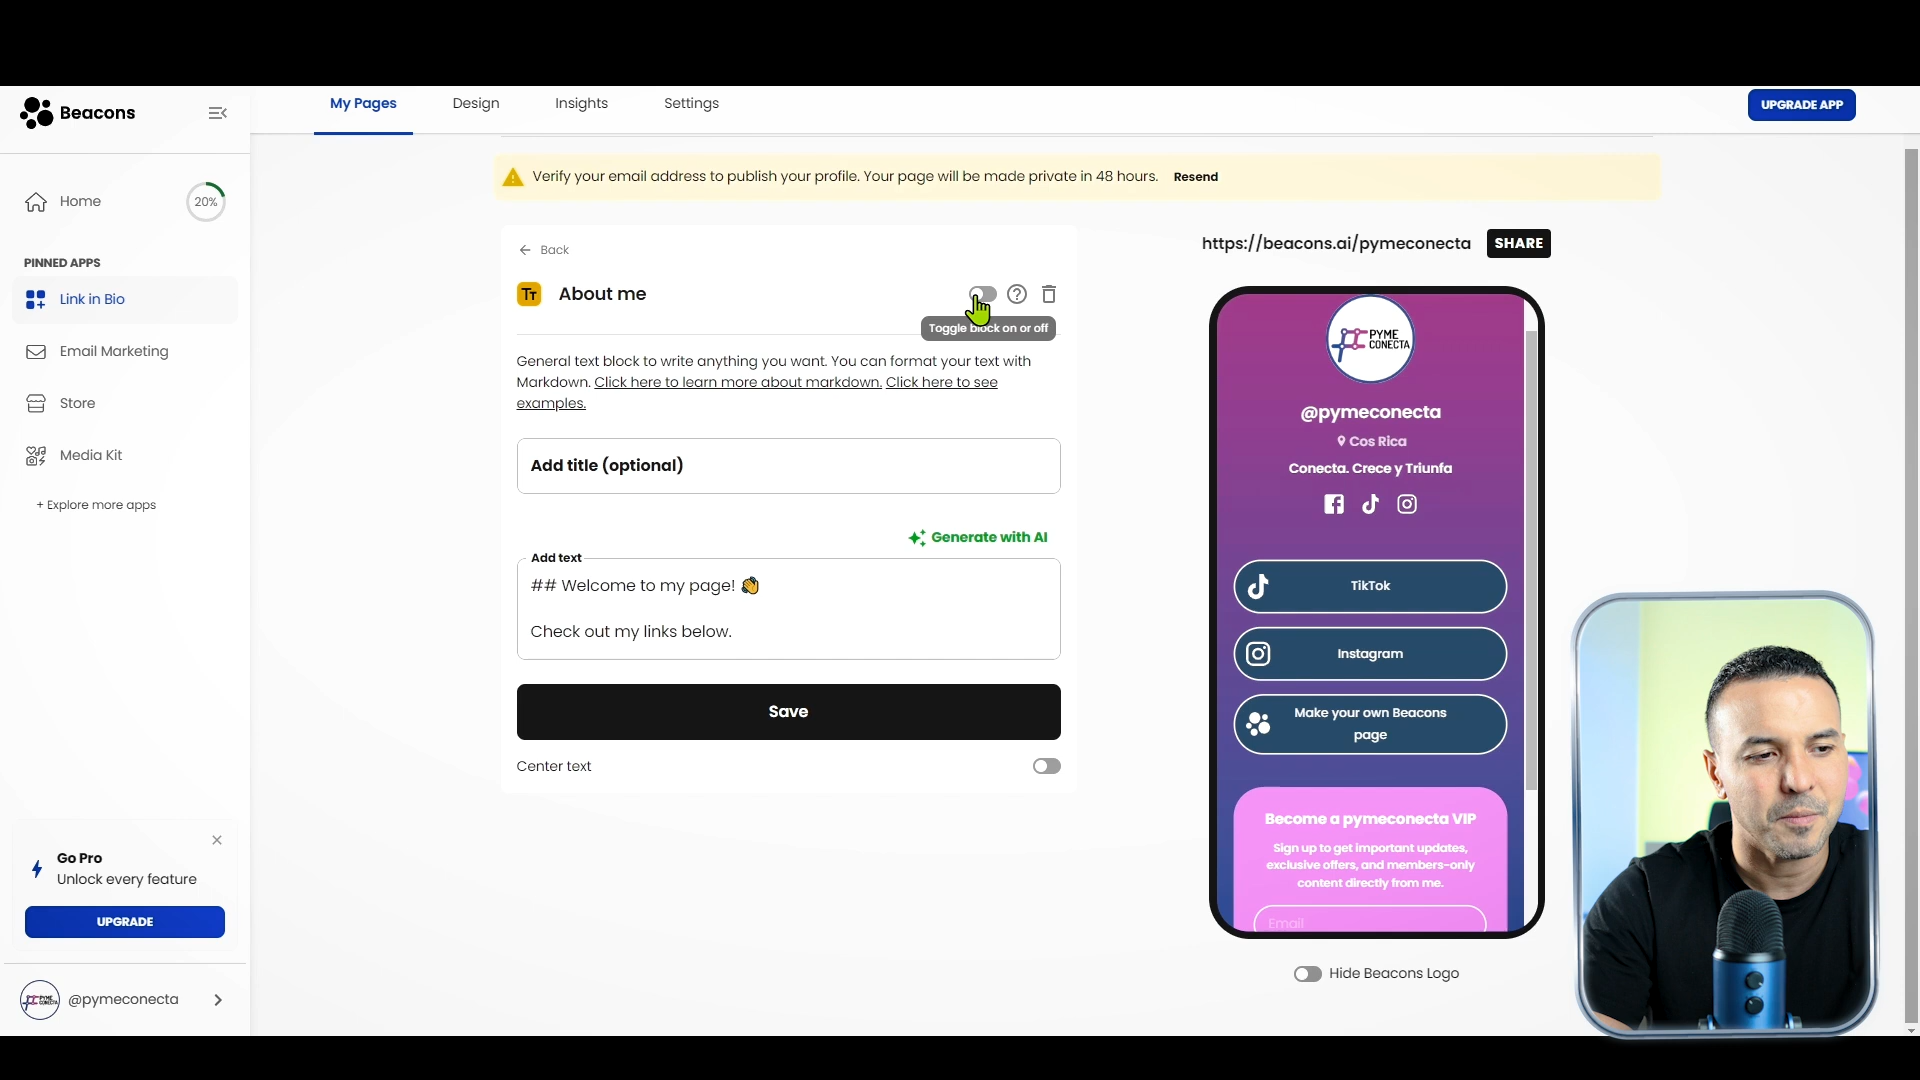 Beacons
My Pages
Design
Insights
Settings
UPGRADE APP
Verify your email address to publish your profile. Your page will be made private in 48 hours. Resend
Home
20%
PINNED APPS
Link in Bio
Email Marketing
Store
Media Kit
+ Explore more apps
Go Pro
Unlock every feature
UPGRADE
@pymeconecta
Back
Tт About me
Toggle block on or off
General text block to write anything you want. You can format your text with
Markdown. Click here to learn more about markdown. Click here to see
examples.
Add title (optional)
Generate with AI
Add text
## Welcome to my page! 👋
Check out my links below.
Save
Center text
https://beacons.ai/pymeconecta
SHARE
PYME
CONECTA
@pymeconecta
Cos Rica
Conecta. Crece y Triunfa
TikTok
Instagram
Make your own Beacons
page
Become a pymeconecta VIP
Sign up to get important updates,
exclusive offers, and members-only
content directly from me.
Email
Hide Beacons Logo